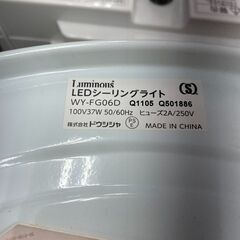 Luminous®
LEDシーリングライト
WY-FG06D Q1105 Q501886
100V37W 50/60Hz ヒューズ2A/250V
株式会社ドウシシャ PSE MADE IN CHINA